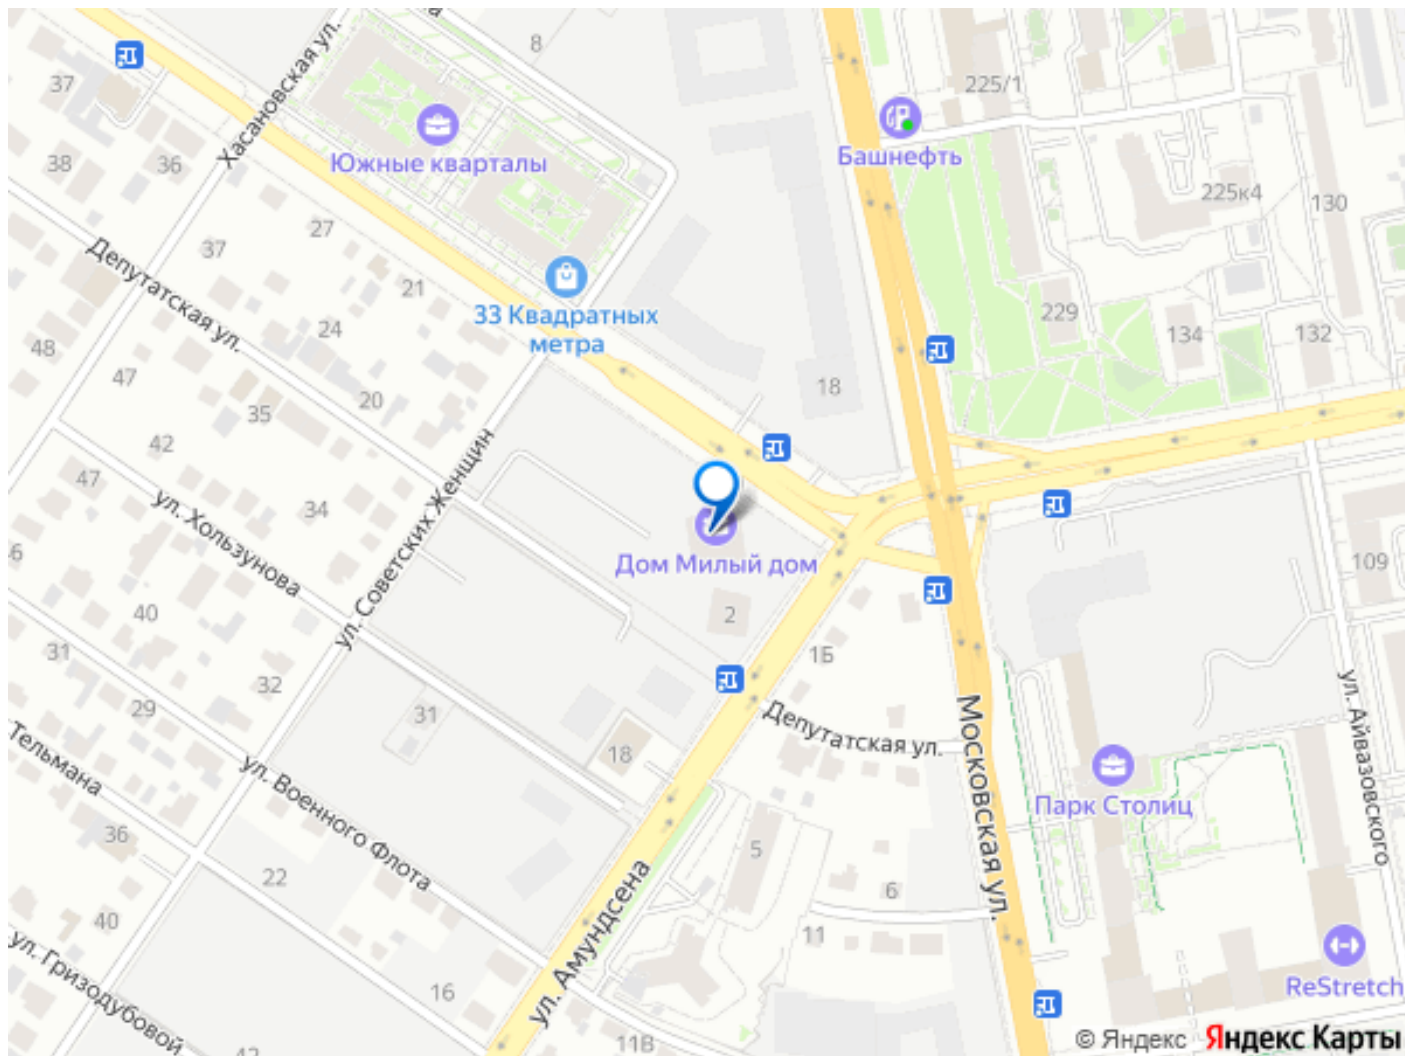 8
37
Хасановская ул.
225/1
Башнефть
Южные кварталы
38
36
225к4
130
27
37
Депутатская ул.
21
33 Квадратных
метра
24
229
134
132
48
47
20
18
35
42
47
ул. Хользунова
34
ул. Советских Женщин
Дом Милый дом
109
40
2
31
1Б
32
29
31
Депутатская ул.
Московская ул.
ул. Айвазовского
18
Тельмана
ул. Военного Флота
Парк Столиц
36
5
22
6
40
ул. Амундсена
11
ул. Гризодубовой
16
ReStretch
11В
© Яндекс Яндекс Карты